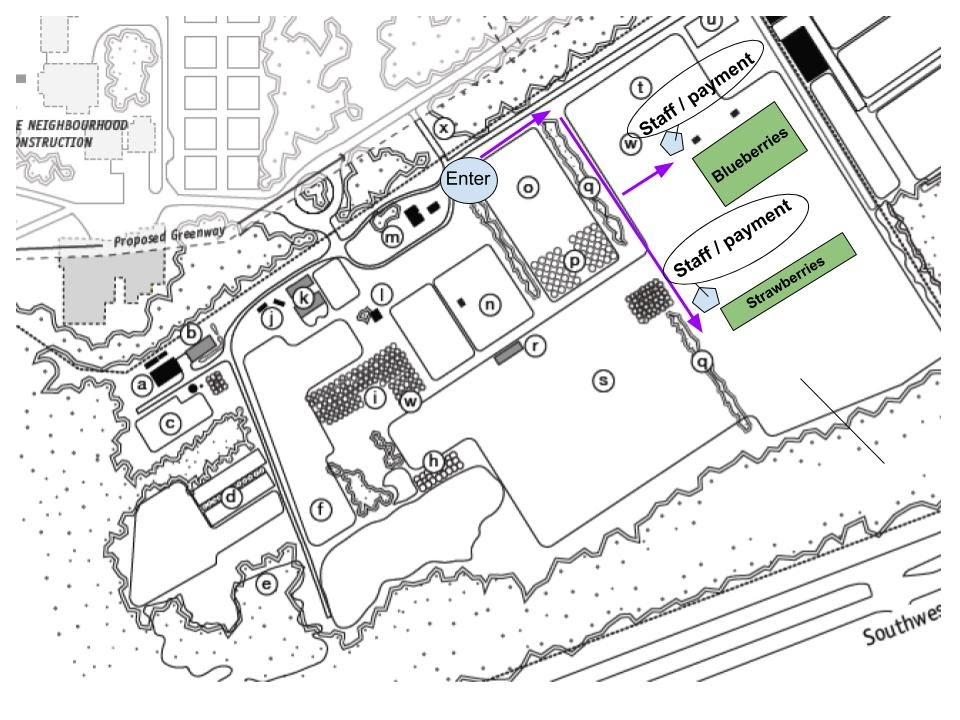 u
t
Staff / payment
x
w
E NEIGHBOURHOOD
ONSTRUCTION
Blueberries
Enter
o
q
Staff / payment
m
Proposed Greenway
p
Strawberries
k
l
n
j
b
r
q
a
s
i
w
c
h
d
f
e
Southwes